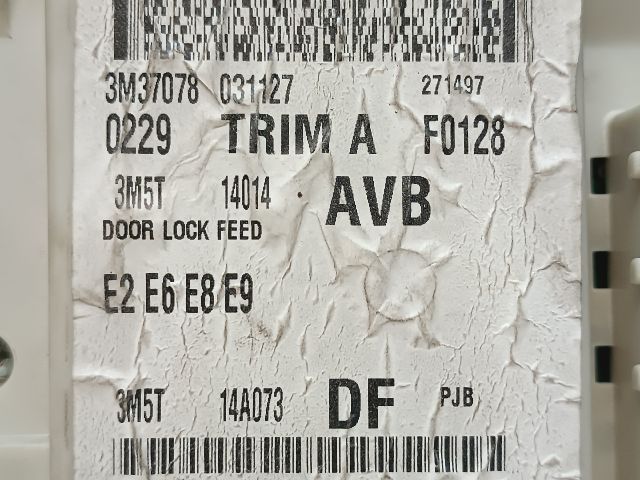 3M37078 031127 271497
0229 TRIM A F0128
3M5T 14014 AVB
DOOR LOCK FEED
E2 E6 E8 E9
3M5T 14A073 DF PJB